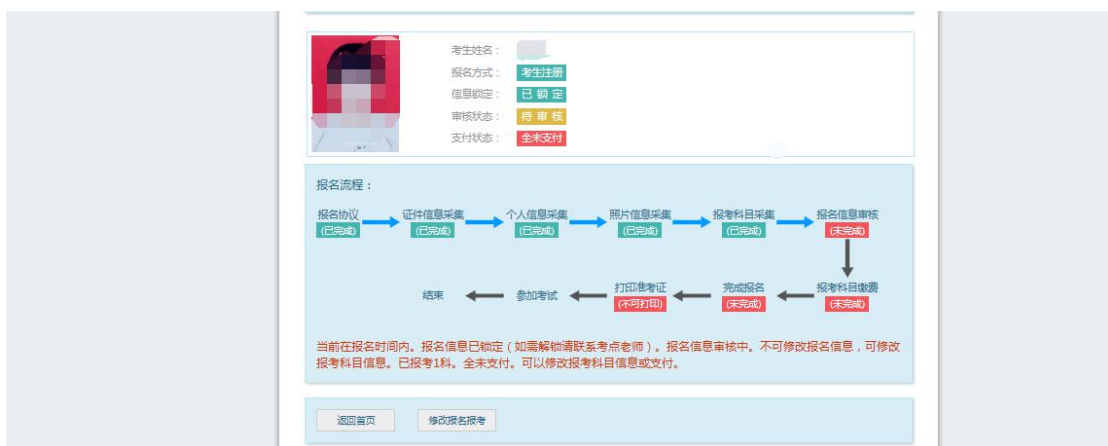 考生姓名：
报名方式： 考生注册
信息锁定： 已 锁 定
审核状态： 待 审 核
支付状态： 全未支付
报名流程：
报名协议 证件信息采集 个人信息采集 照片信息采集 报考科目采集 报名信息审核
(已完成) (已完成) (已完成) (已完成) (已完成) (未完成)
结束 参加考试 打印准考证 完成报名 报考科目缴费
(不可打印) (未完成) (未完成)
当前在报名时间内。报名信息已锁定（如需解锁请联系考点老师）。报名信息审核中。不可修改报名信息，可修改
报考科目信息。已报考1科。全未支付。可以修改报考科目信息或支付。
返回首页 修改报名报考